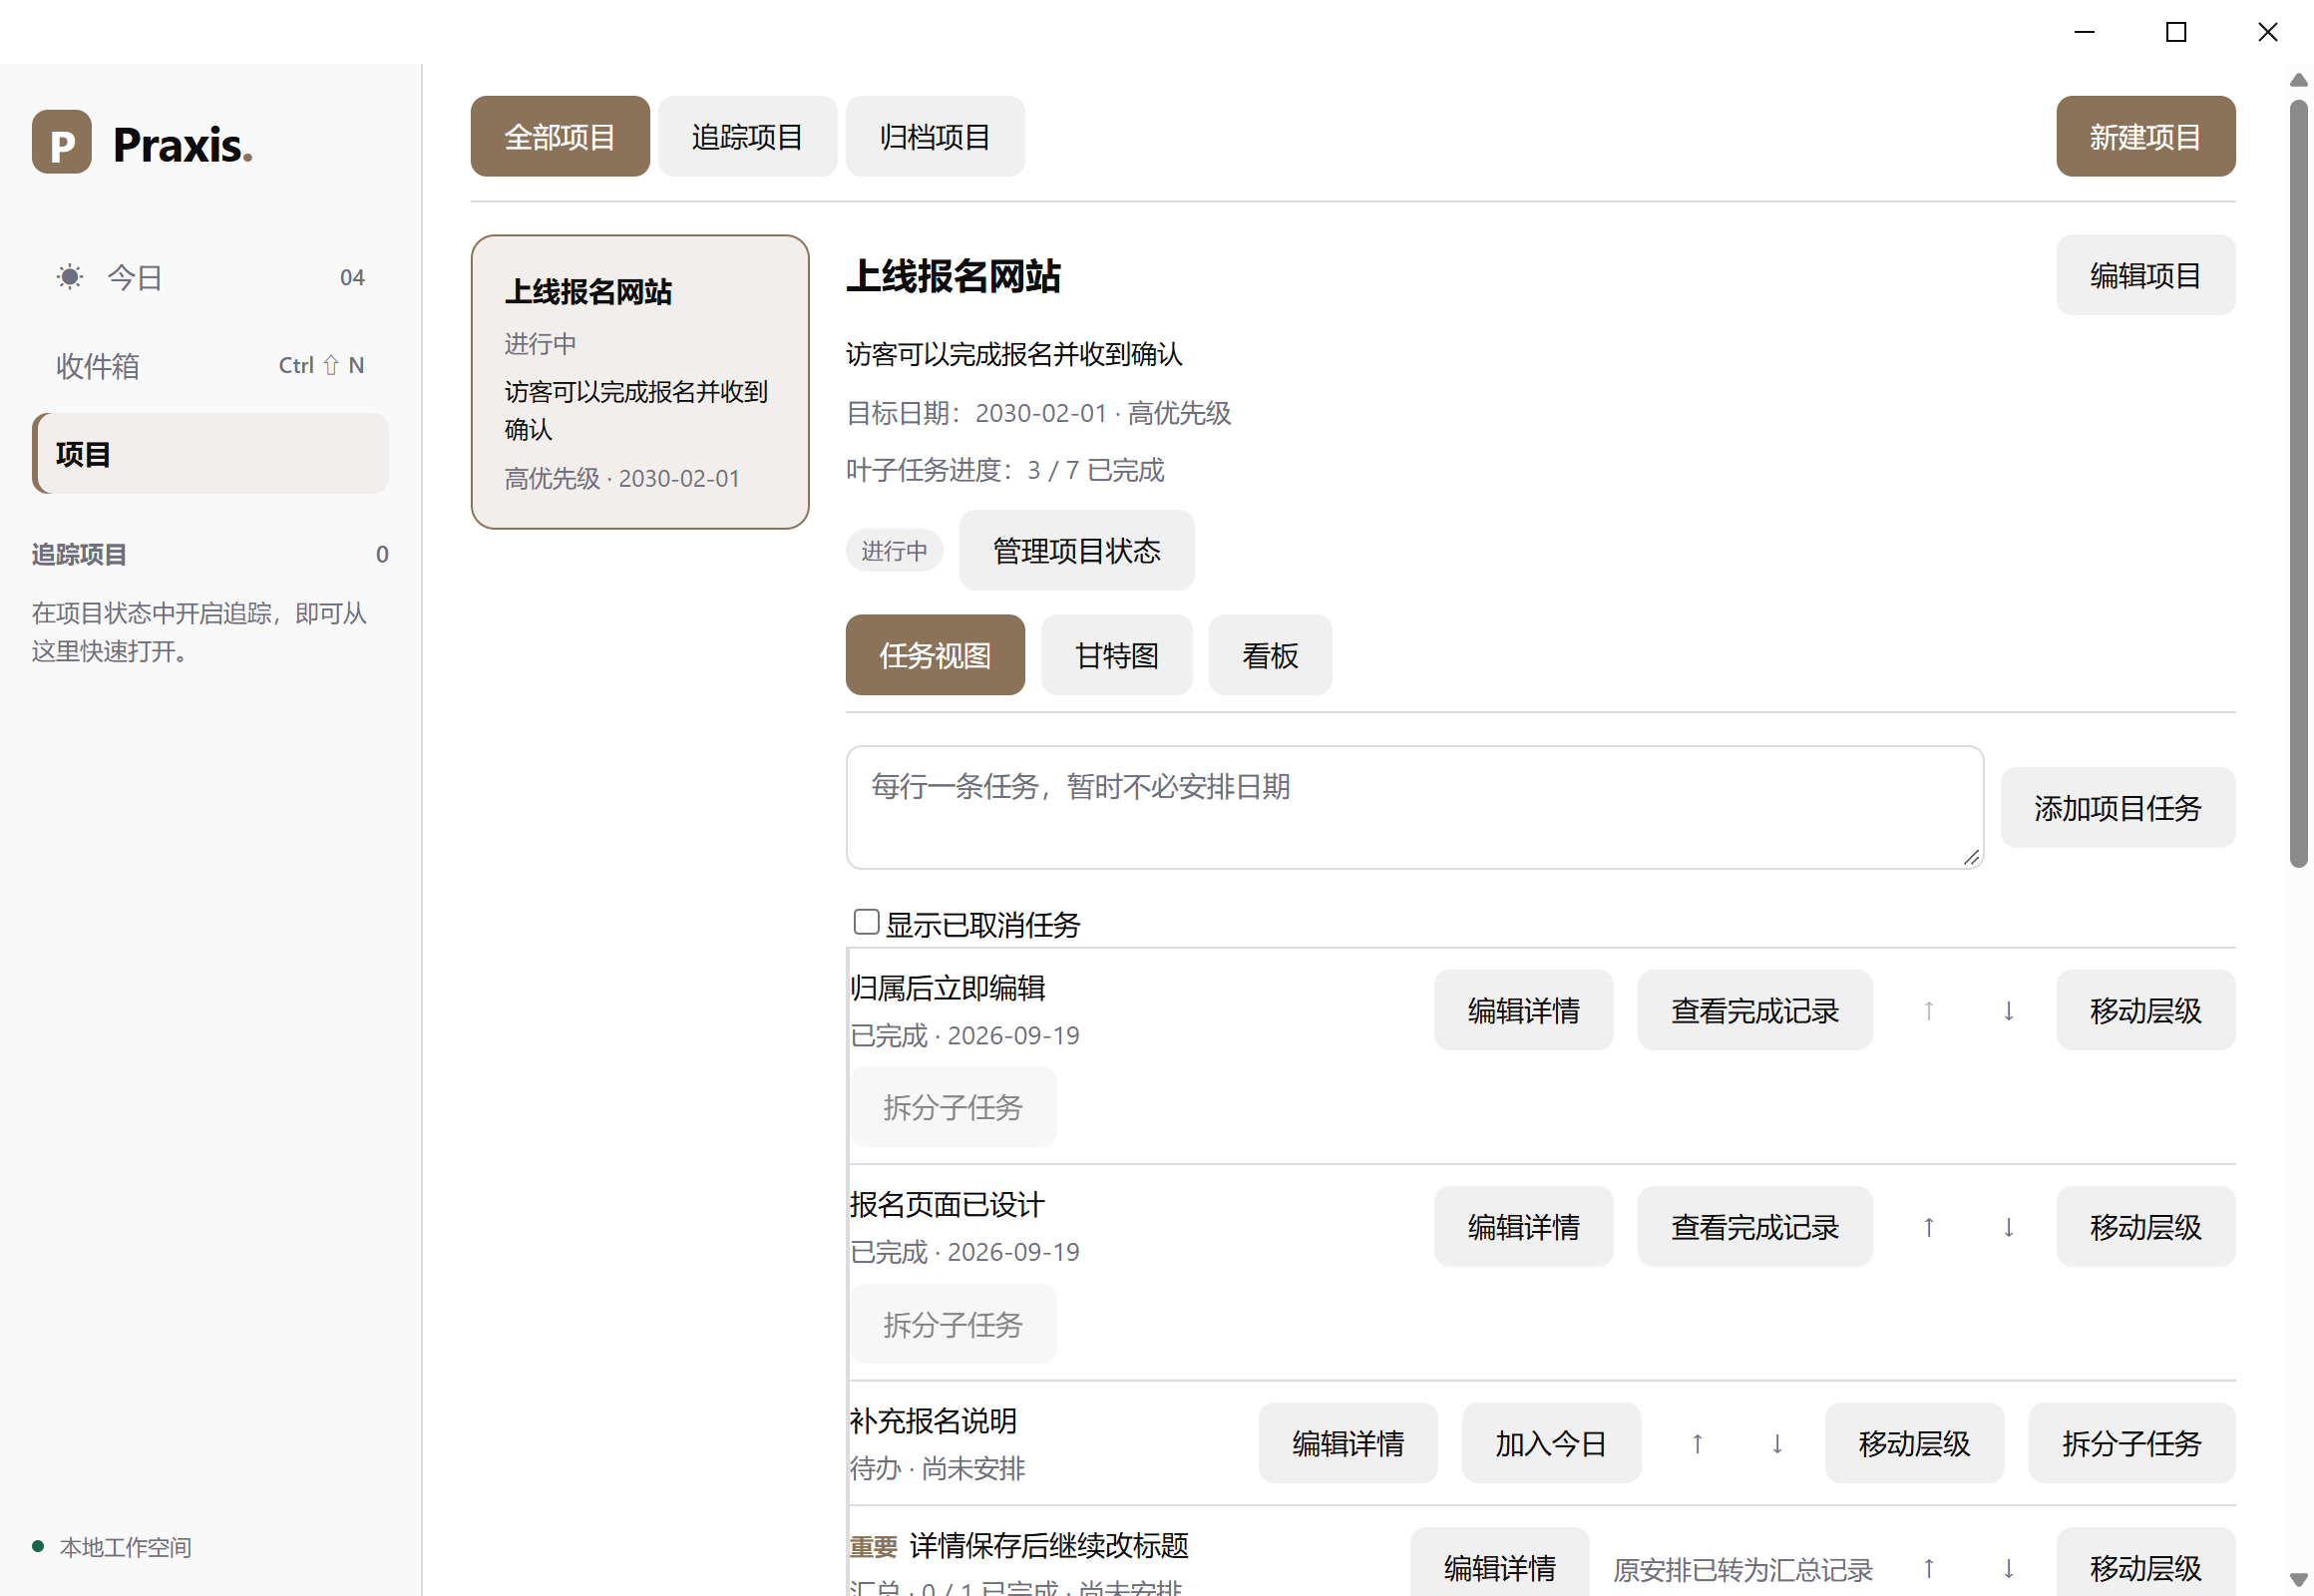 P Praxis.
今日 04
收件箱 Ctrl ⇧ N
项目
追踪项目 0
在项目状态中开启追踪，即可从
这里快速打开。
本地工作空间
全部项目 追踪项目 归档项目 新建项目
上线报名网站
进行中
访客可以完成报名并收到
确认
高优先级 · 2030-02-01
上线报名网站 编辑项目
访客可以完成报名并收到确认
目标日期：2030-02-01 · 高优先级
叶子任务进度：3 / 7 已完成
进行中 管理项目状态
任务视图 甘特图 看板
每行一条任务，暂时不必安排日期 添加项目任务
显示已取消任务
归属后立即编辑
已完成 · 2026-09-19
编辑详情 查看完成记录 ↑ ↓ 移动层级
拆分子任务
报名页面已设计
已完成 · 2026-09-19
编辑详情 查看完成记录 ↑ ↓ 移动层级
拆分子任务
补充报名说明
待办 · 尚未安排
编辑详情 加入今日 ↑ ↓ 移动层级 拆分子任务
重要 详情保存后继续改标题
汇总 · 0 / 1 已完成 · 尚未安排
编辑详情 原安排已转为汇总记录 ↑ ↓ 移动层级